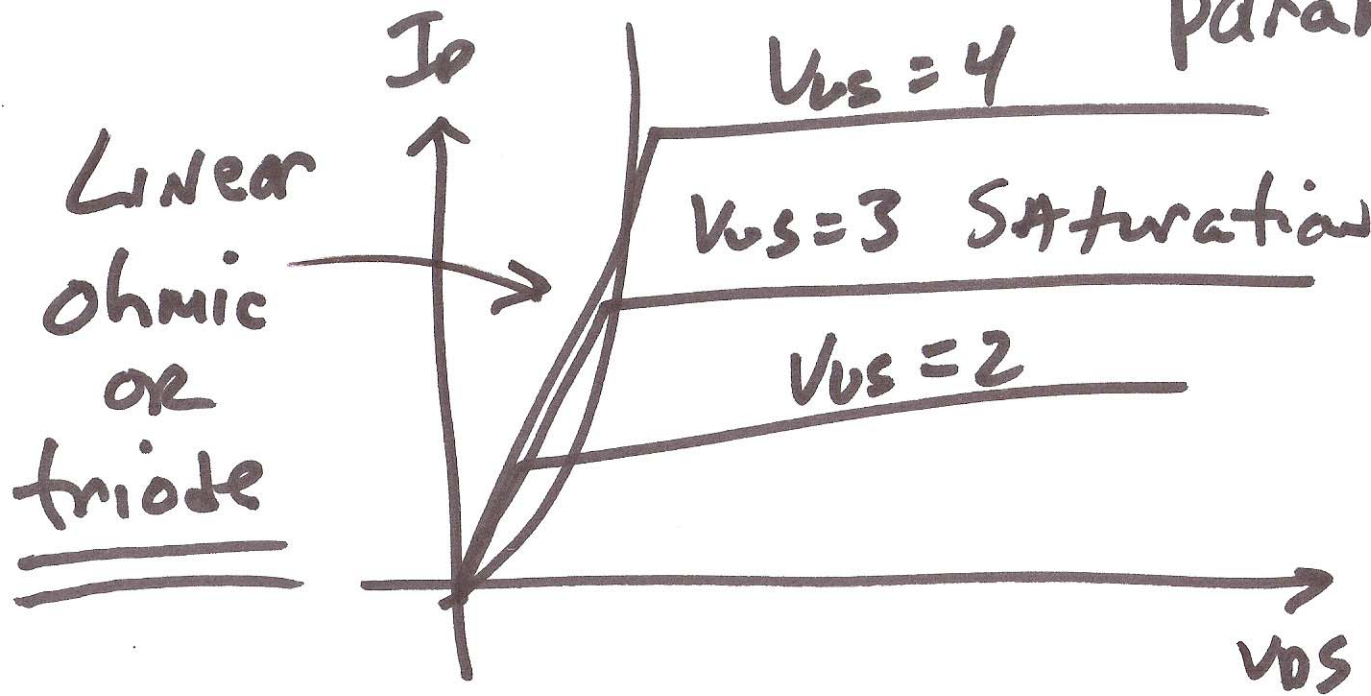 ID
VGS = 4
Linear
VGS = 3 Saturation
Ohmic
VGS = 2
OR
triode
VDS